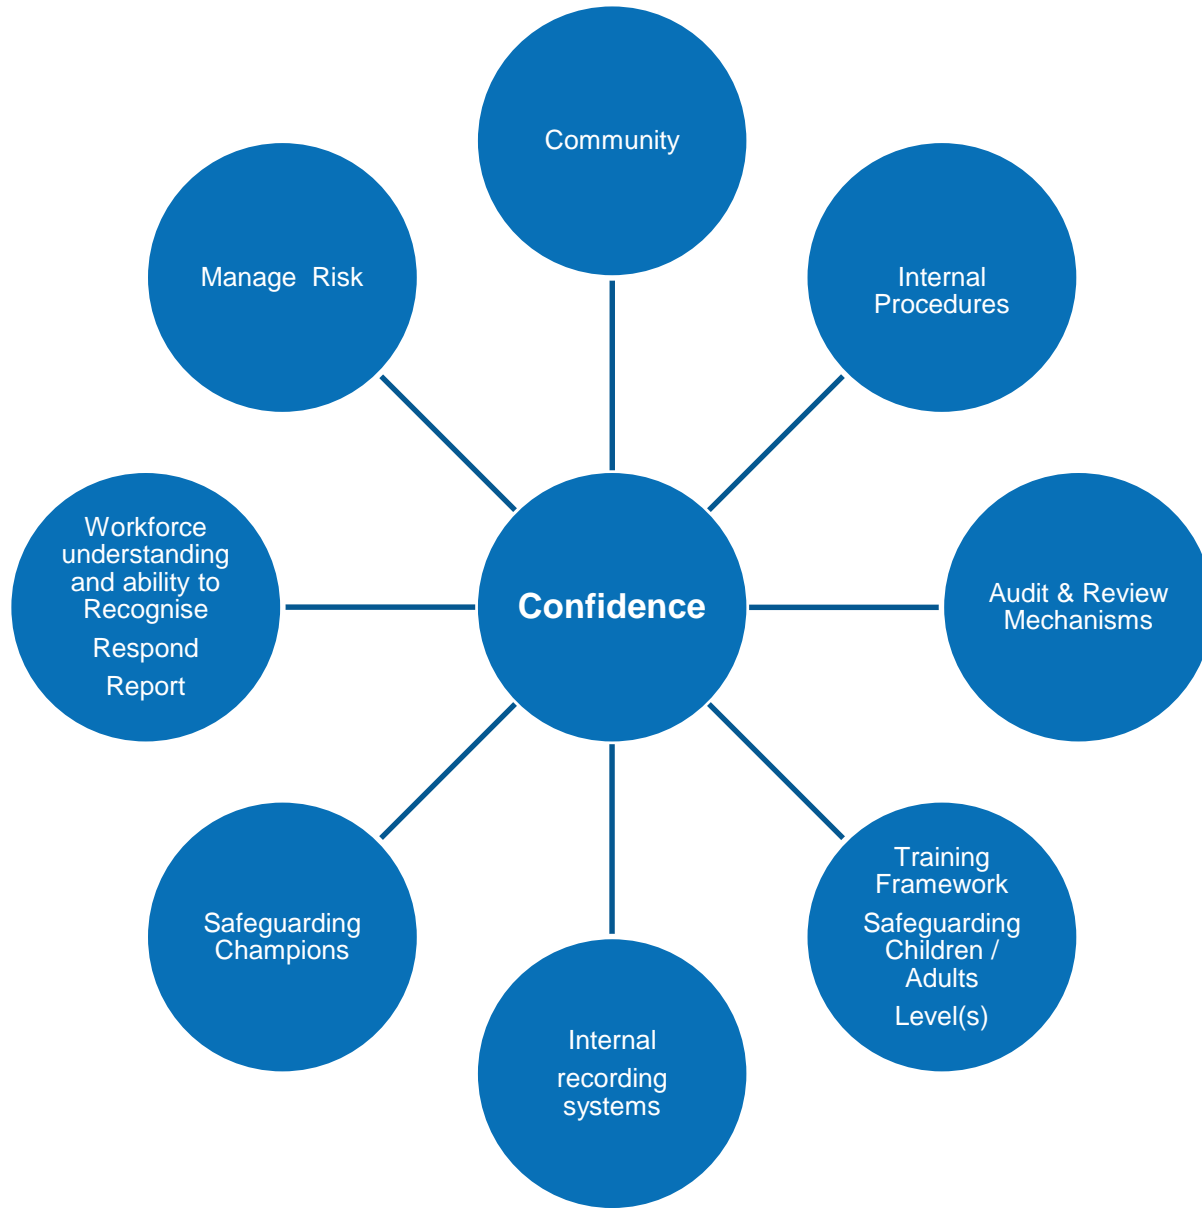 Community
Manage  Risk
Internal
Procedures
Workforce
understanding
and ability to
Recognise
Respond
Report
Confidence
Audit & Review
Mechanisms
Safeguarding
Champions
Training
Framework
Safeguarding
Children /
Adults
Level(s)
Internal
recording
systems